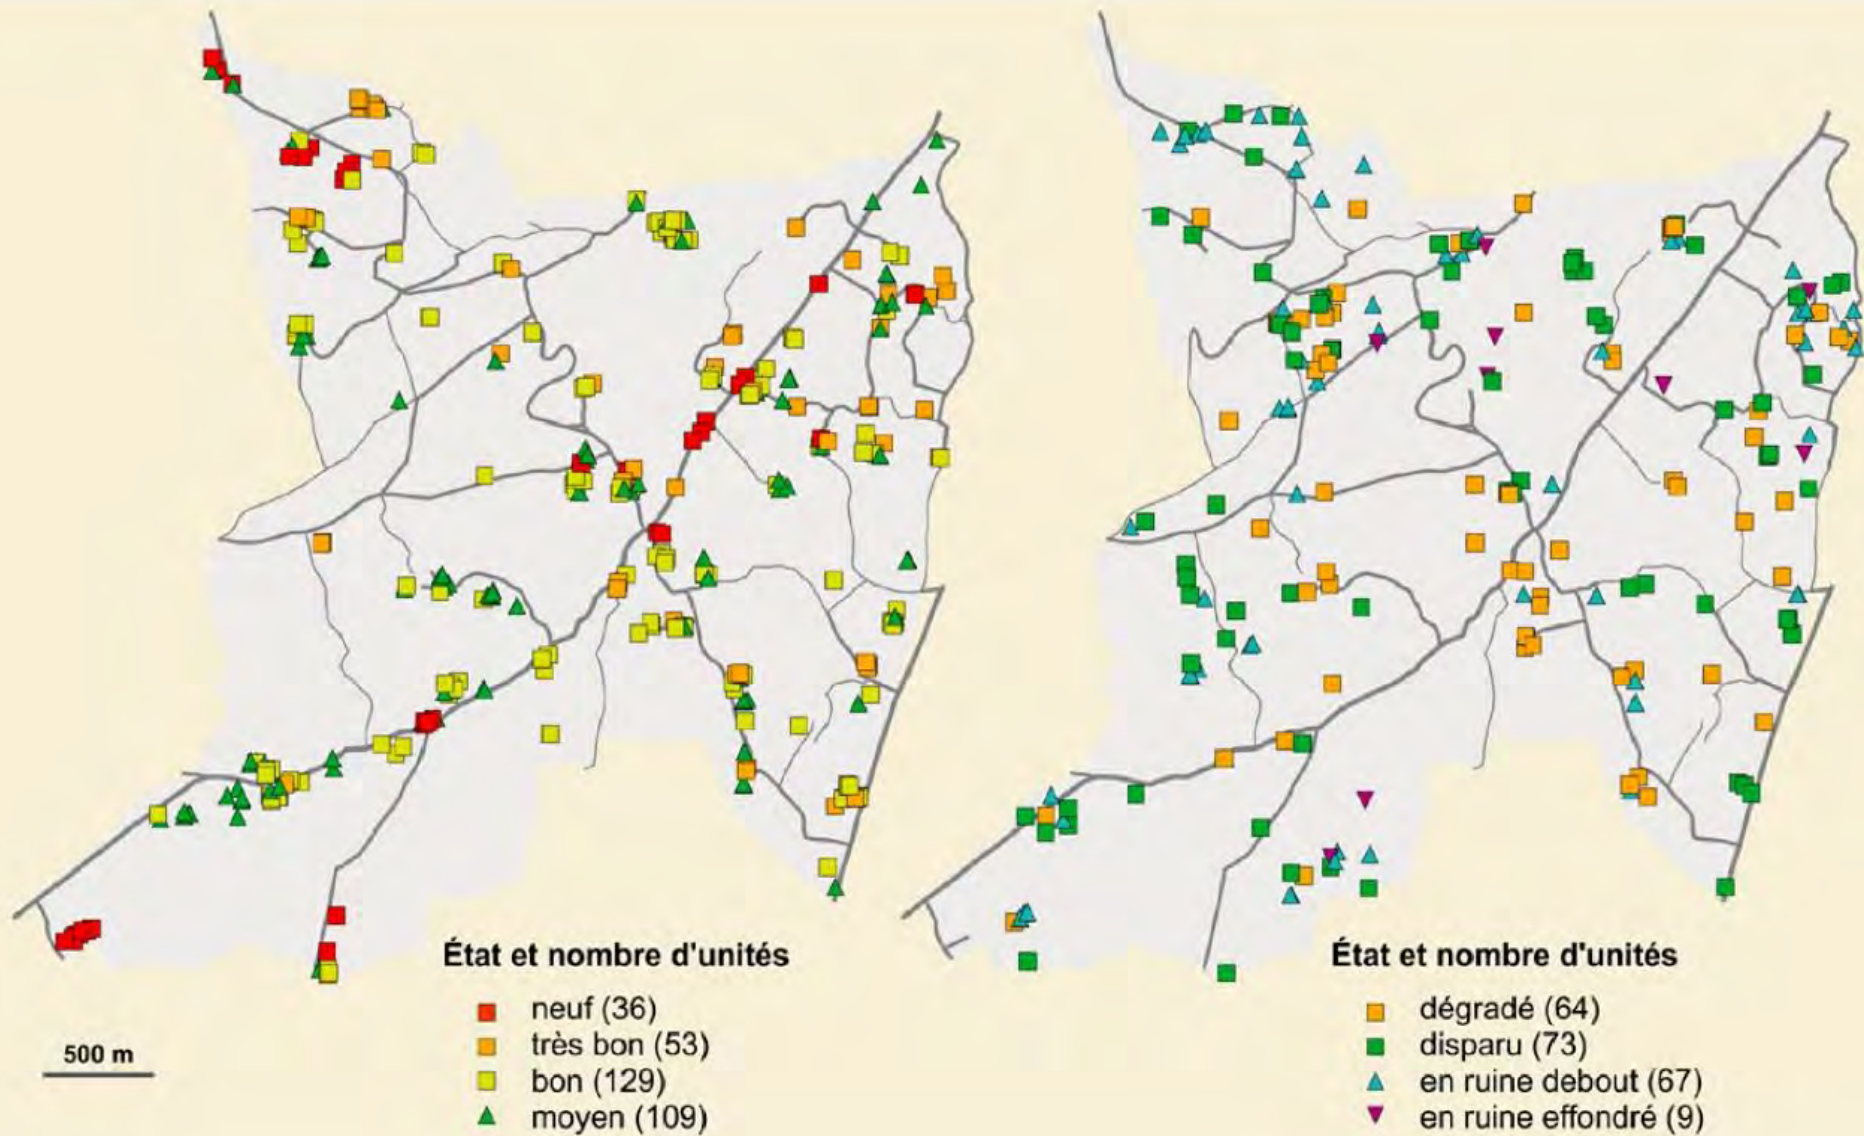 État et nombre d'unités
neuf (36)
très bon (53)
bon (129)
moyen (109)
500 m
État et nombre d'unités
dégradé (64)
disparu (73)
en ruine debout (67)
en ruine effondré (9)